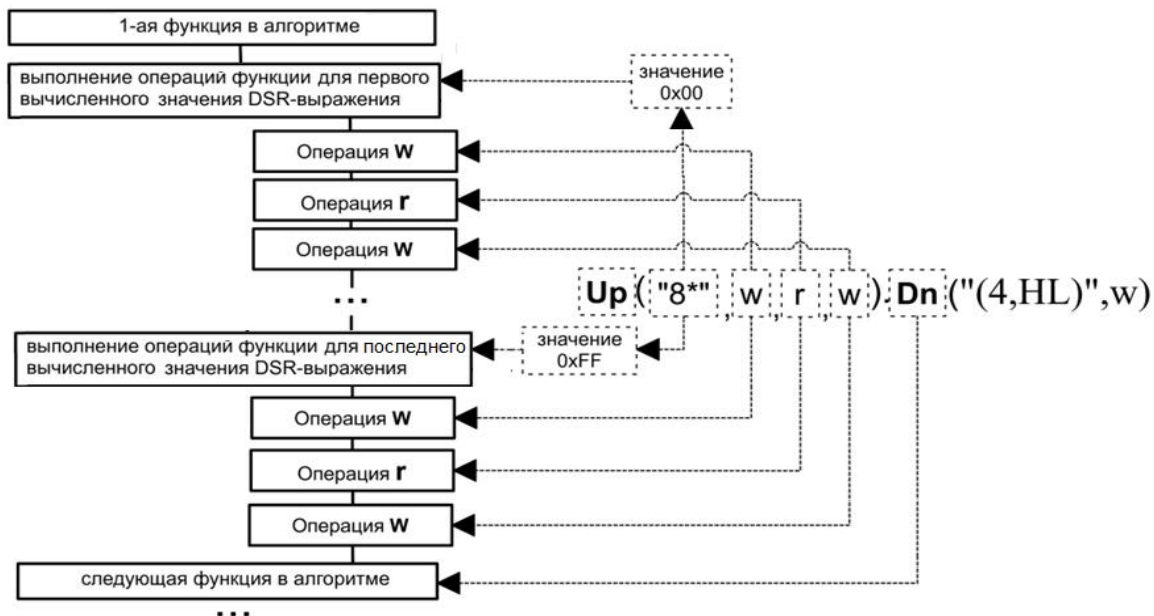 1-ая функция в алгоритме
выполнение операций функции для первого
вычисленного значения DSR-выражения
значение
0x00
Операция w
Операция r
Операция w
...
Up("8*",w,r,w).Dn("(4,HL)",w)
выполнение операций функции для последнего
вычисленного значения DSR-выражения
значение
0xFF
Операция w
Операция r
Операция w
следующая функция в алгоритме
...